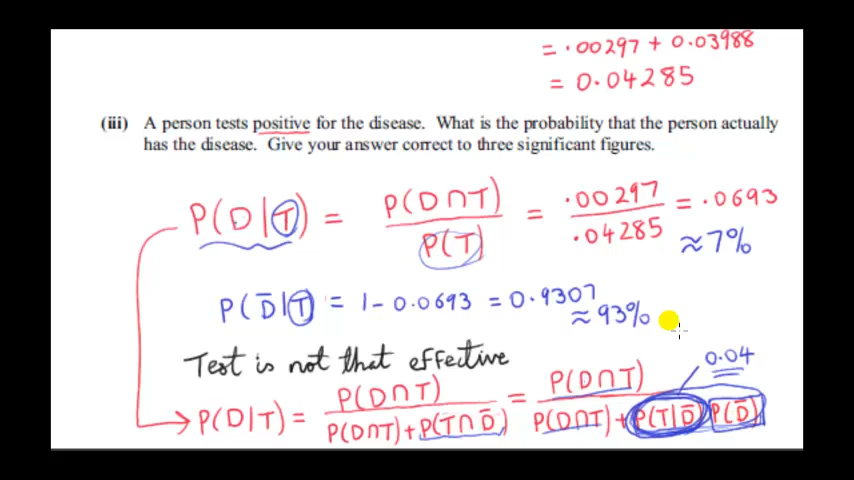 = .00297 + 0.03988
= 0.04285
(iii) A person tests positive for the disease. What is the probability that the person actually
has the disease. Give your answer correct to three significant figures.
P(D|T) = P(D∩T) / P(T) = .00297 / .04285 = .0693
≈7%
P(D̄|T) = 1-0.0693 = 0.9307
≈93%
Test is not that effective
0.04
P(D|T) = P(D∩T) / P(D∩T)+P(T∩D̄) = P(D∩T) / P(D∩T)+P(T|D̄)P(D̄)